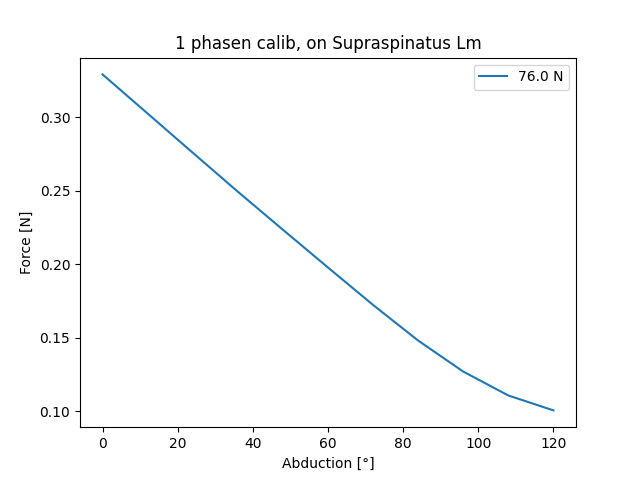 1 phasen calib, on Supraspinatus Lm
76.0 N
Force [N]
0.30
0.25
0.20
0.15
0.10
0 20 40 60 80 100 120
Abduction [°]